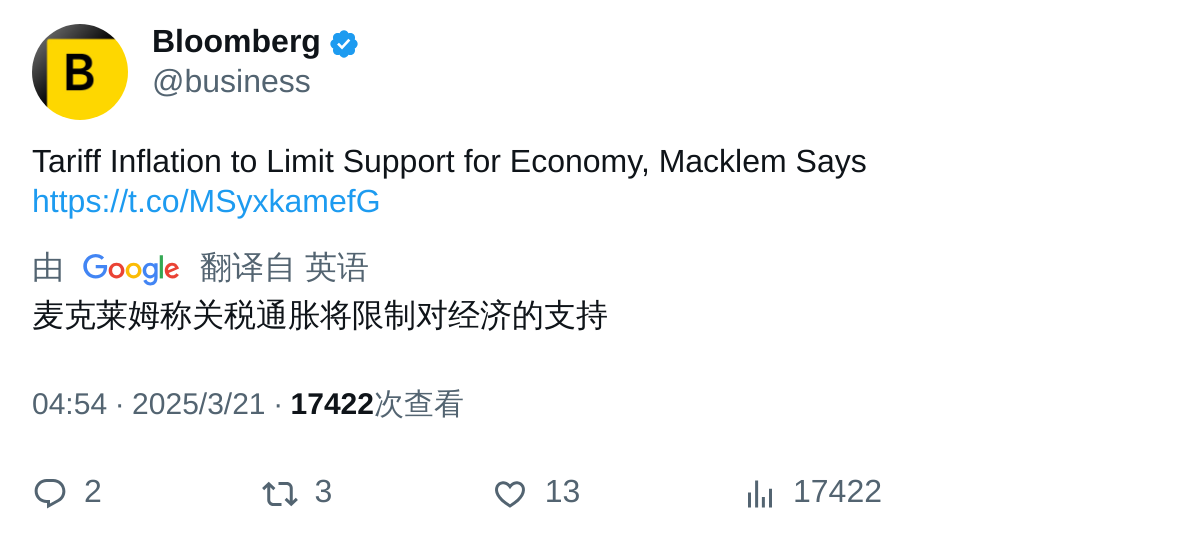 B
Bloomberg
@business
Tariff Inflation to Limit Support for Economy, Macklem Says
https://t.co/MSyxkamefG
由 Google 翻译自 英语
麦克莱姆称关税通胀将限制对经济的支持
04:54 · 2025/3/21 · 17422次查看
2 3 13 17422